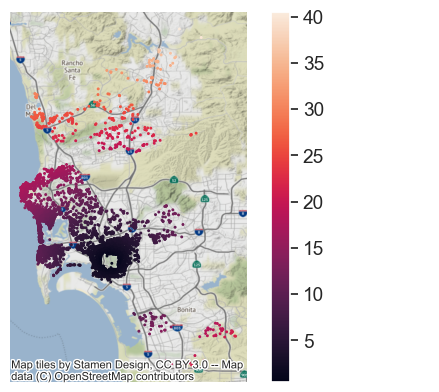 Rancho
Santa
Fe
Del
Bonita
40
35
30
25
20
15
10
5
Map tiles by Stamen Design, CC BY 3.0 -- Map
data (C) OpenStreetMap contributors